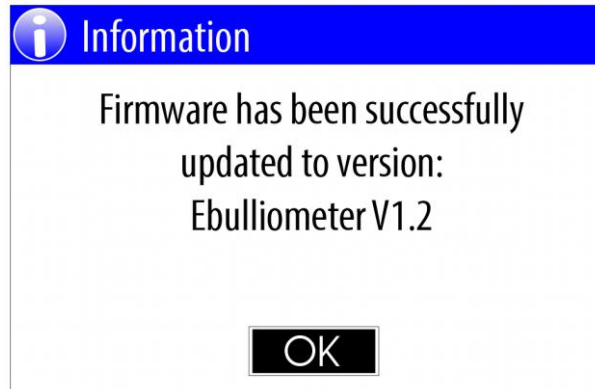 Information
Firmware has been successfully
updated to version:
Ebulliometer V1.2
OK